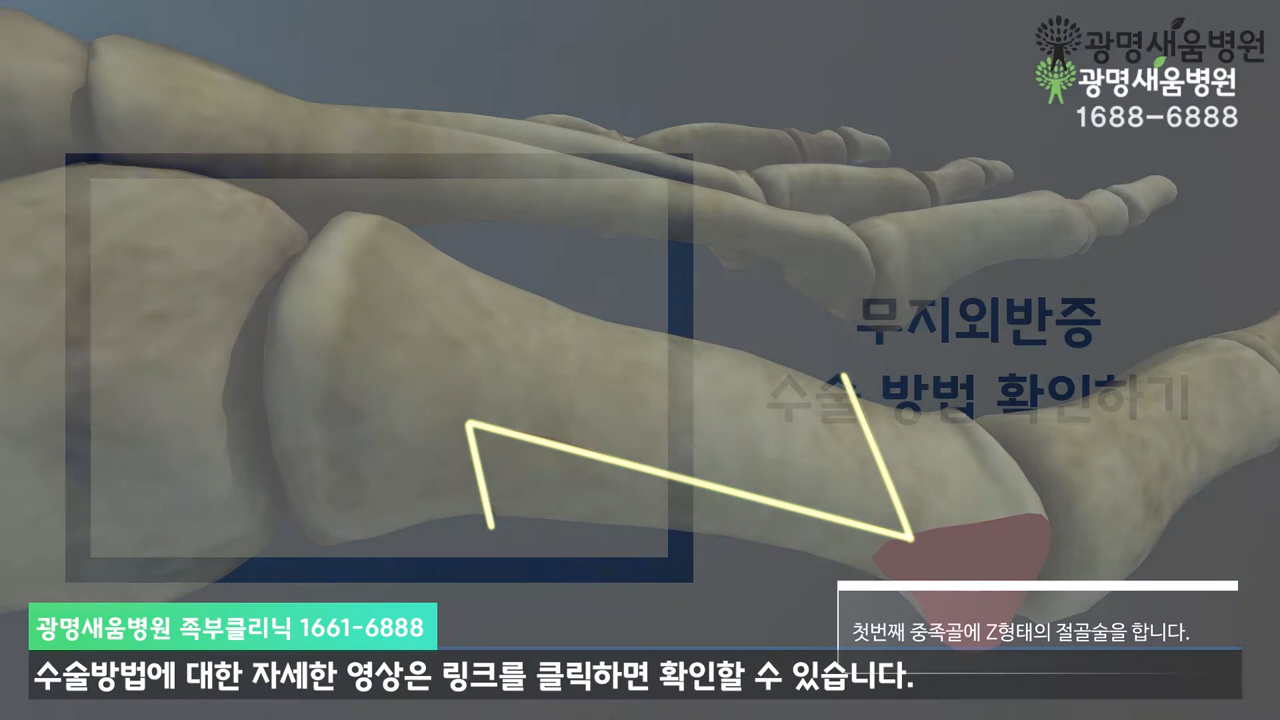 광명새움병원
광명새움병원
1688-6888
무지외반증
수술 방법 확인하기
광명새움병원 족부클리닉 1661-6888
첫번째 중족골에 Z형태의 절골술을 합니다.
수술방법에 대한 자세한 영상은 링크를 클릭하면 확인할 수 있습니다.